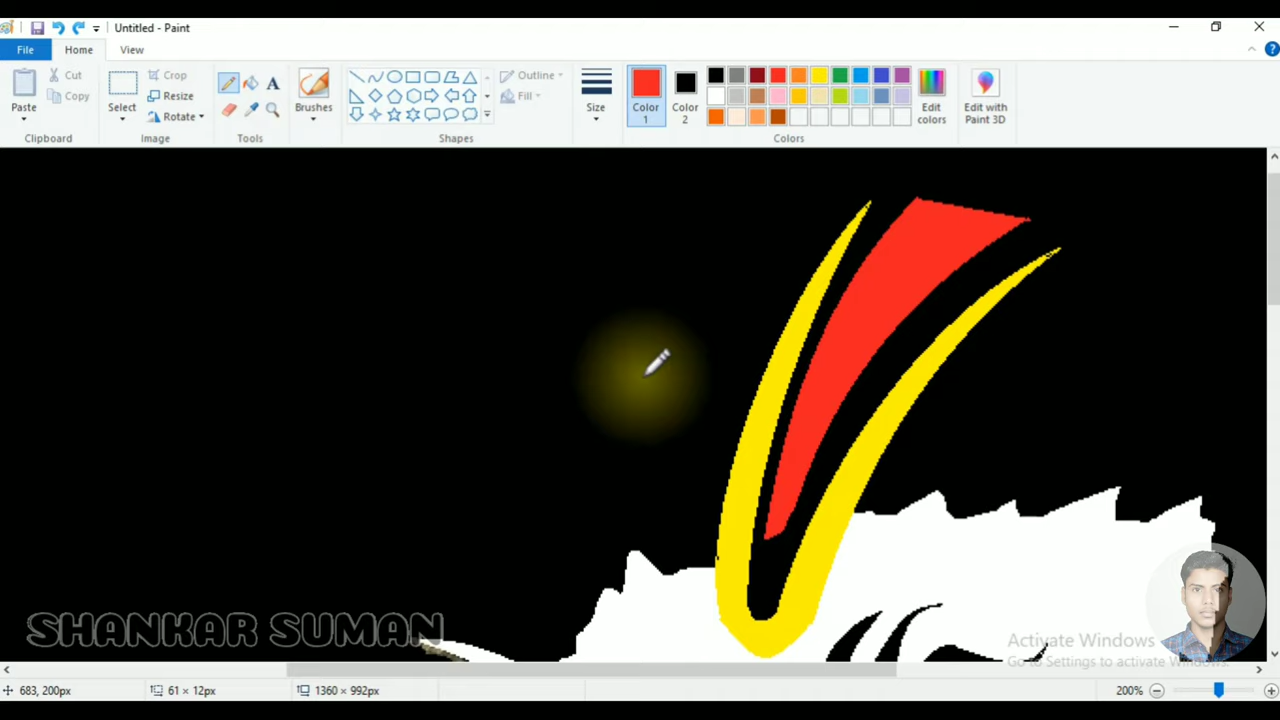 Untitled - Paint
File Home View
Paste
Cut
Copy
Clipboard
Select
Crop
Resize
Rotate
Image
A
Tools
Brushes
Outline
Fill
Shapes
Size
Color 1
Color 2
Edit colors
Colors
Edit with Paint 3D
?
SHANKAR SUMAN
Activate Windows
Go to Settings to activate Windows.
683, 200px
61 × 12px
1360 × 992px
200%